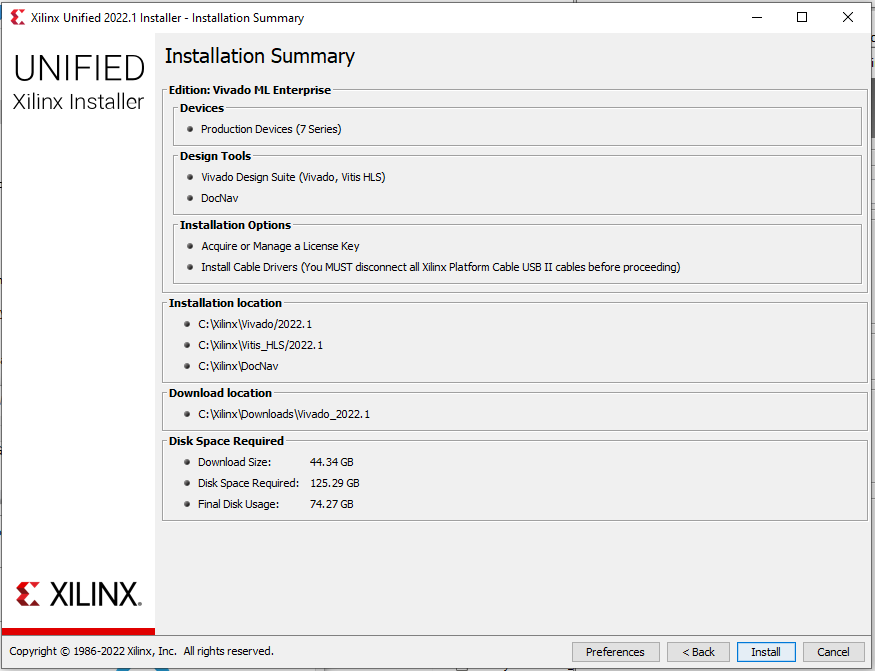 Xilinx Unified 2022.1 Installer - Installation Summary
UNIFIED
Xilinx Installer
Installation Summary
Edition: Vivado ML Enterprise
Devices
Production Devices (7 Series)
Design Tools
Vivado Design Suite (Vivado, Vitis HLS)
DocNav
Installation Options
Acquire or Manage a License Key
Install Cable Drivers (You MUST disconnect all Xilinx Platform Cable USB II cables before proceeding)
Installation location
C:\Xilinx\Vivado/2022.1
C:\Xilinx\Vitis_HLS/2022.1
C:\Xilinx\DocNav
Download location
C:\Xilinx\Downloads\Vivado_2022.1
Disk Space Required
Download Size: 44.34 GB
Disk Space Required: 125.29 GB
Final Disk Usage: 74.27 GB
XILINX.
Copyright © 1986-2022 Xilinx, Inc. All rights reserved.
Preferences < Back Install Cancel